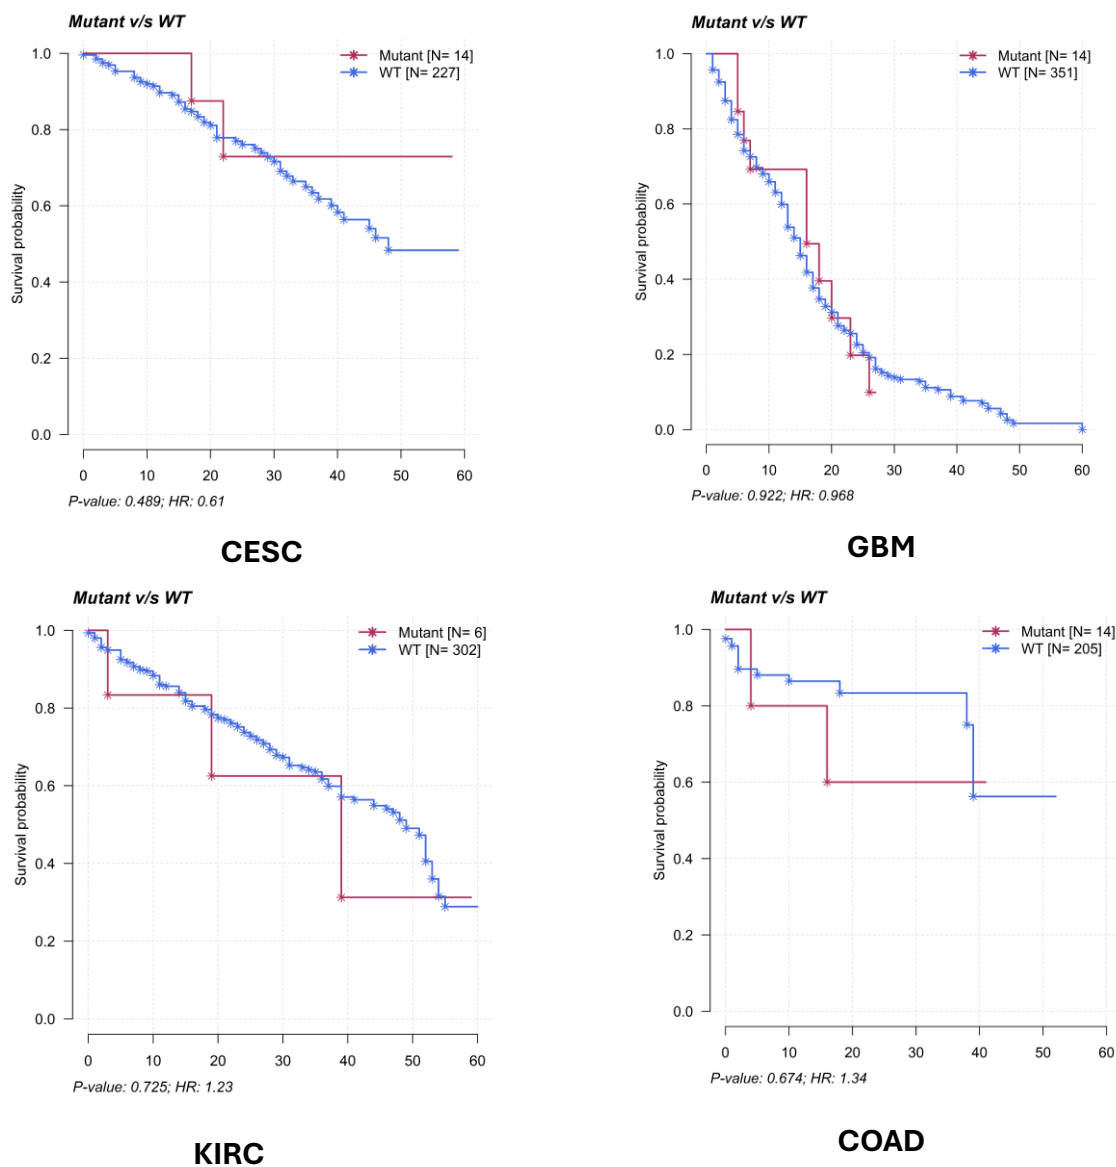 Mutant v/s WT
Mutant [N= 14]
WT [N= 227]
Survival probability
1.0
0.8
0.6
0.4
0.2
0.0
0 10 20 30 40 50 60
P-value: 0.489; HR: 0.61
CESC
Mutant v/s WT
Mutant [N= 14]
WT [N= 351]
Survival probability
1.0
0.8
0.6
0.4
0.2
0.0
0 10 20 30 40 50 60
P-value: 0.922; HR: 0.968
GBM
Mutant v/s WT
Mutant [N= 6]
WT [N= 302]
Survival probability
1.0
0.8
0.6
0.4
0.2
0.0
0 10 20 30 40 50 60
P-value: 0.725; HR: 1.23
KIRC
Mutant v/s WT
Mutant [N= 14]
WT [N= 205]
Survival probability
1.0
0.8
0.6
0.4
0.2
0.0
0 10 20 30 40 50 60
P-value: 0.674; HR: 1.34
COAD